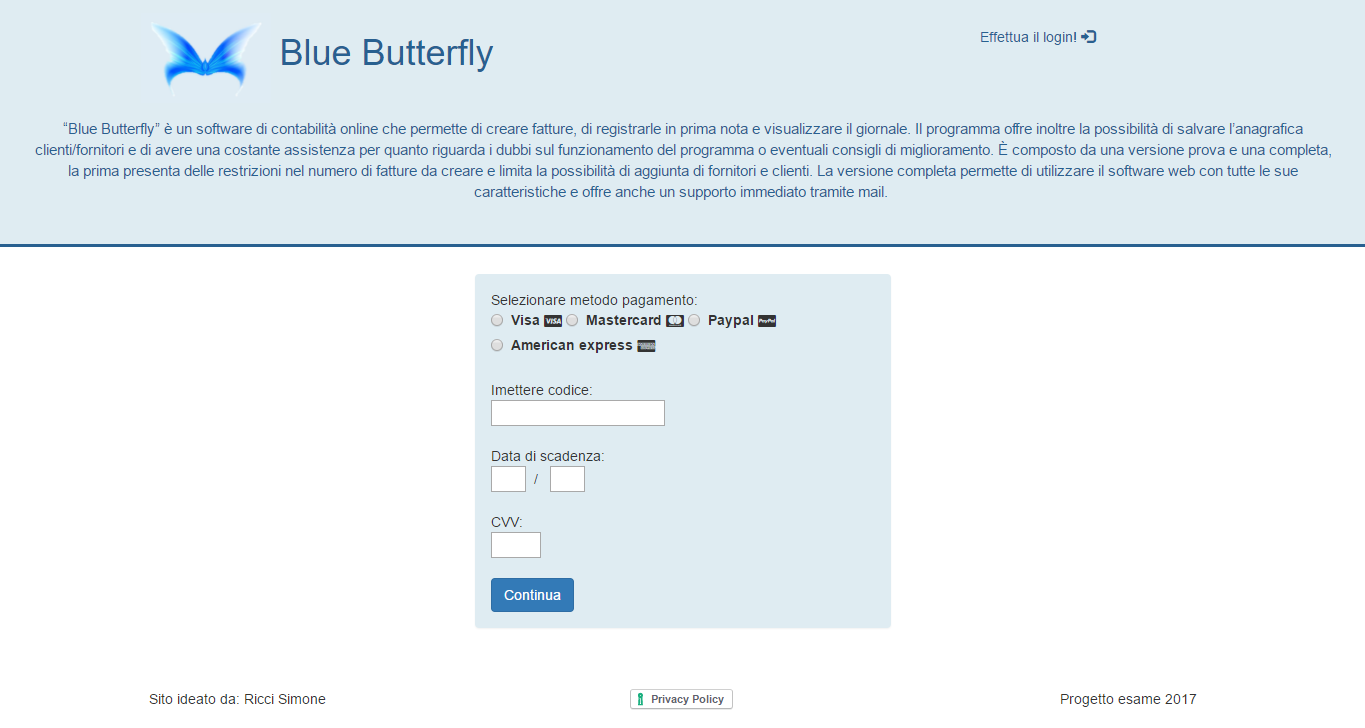 Blue Butterfly
Effettua il login!
“Blue Butterfly” è un software di contabilità online che permette di creare fatture, di registrarle in prima nota e visualizzare il giornale. Il programma offre inoltre la possibilità di salvare l’anagrafica
clienti/fornitori e di avere una costante assistenza per quanto riguarda i dubbi sul funzionamento del programma o eventuali consigli di miglioramento. È composto da una versione prova e una completa,
la prima presenta delle restrizioni nel numero di fatture da creare e limita la possibilità di aggiunta di fornitori e clienti. La versione completa permette di utilizzare il software web con tutte le sue
caratteristiche e offre anche un supporto immediato tramite mail.
Selezionare metodo pagamento:
Visa VISA Mastercard Paypal PayPal
American express
Imettere codice:
Data di scadenza:
/
CVV:
Continua
Sito ideato da: Ricci Simone
Privacy Policy
Progetto esame 2017